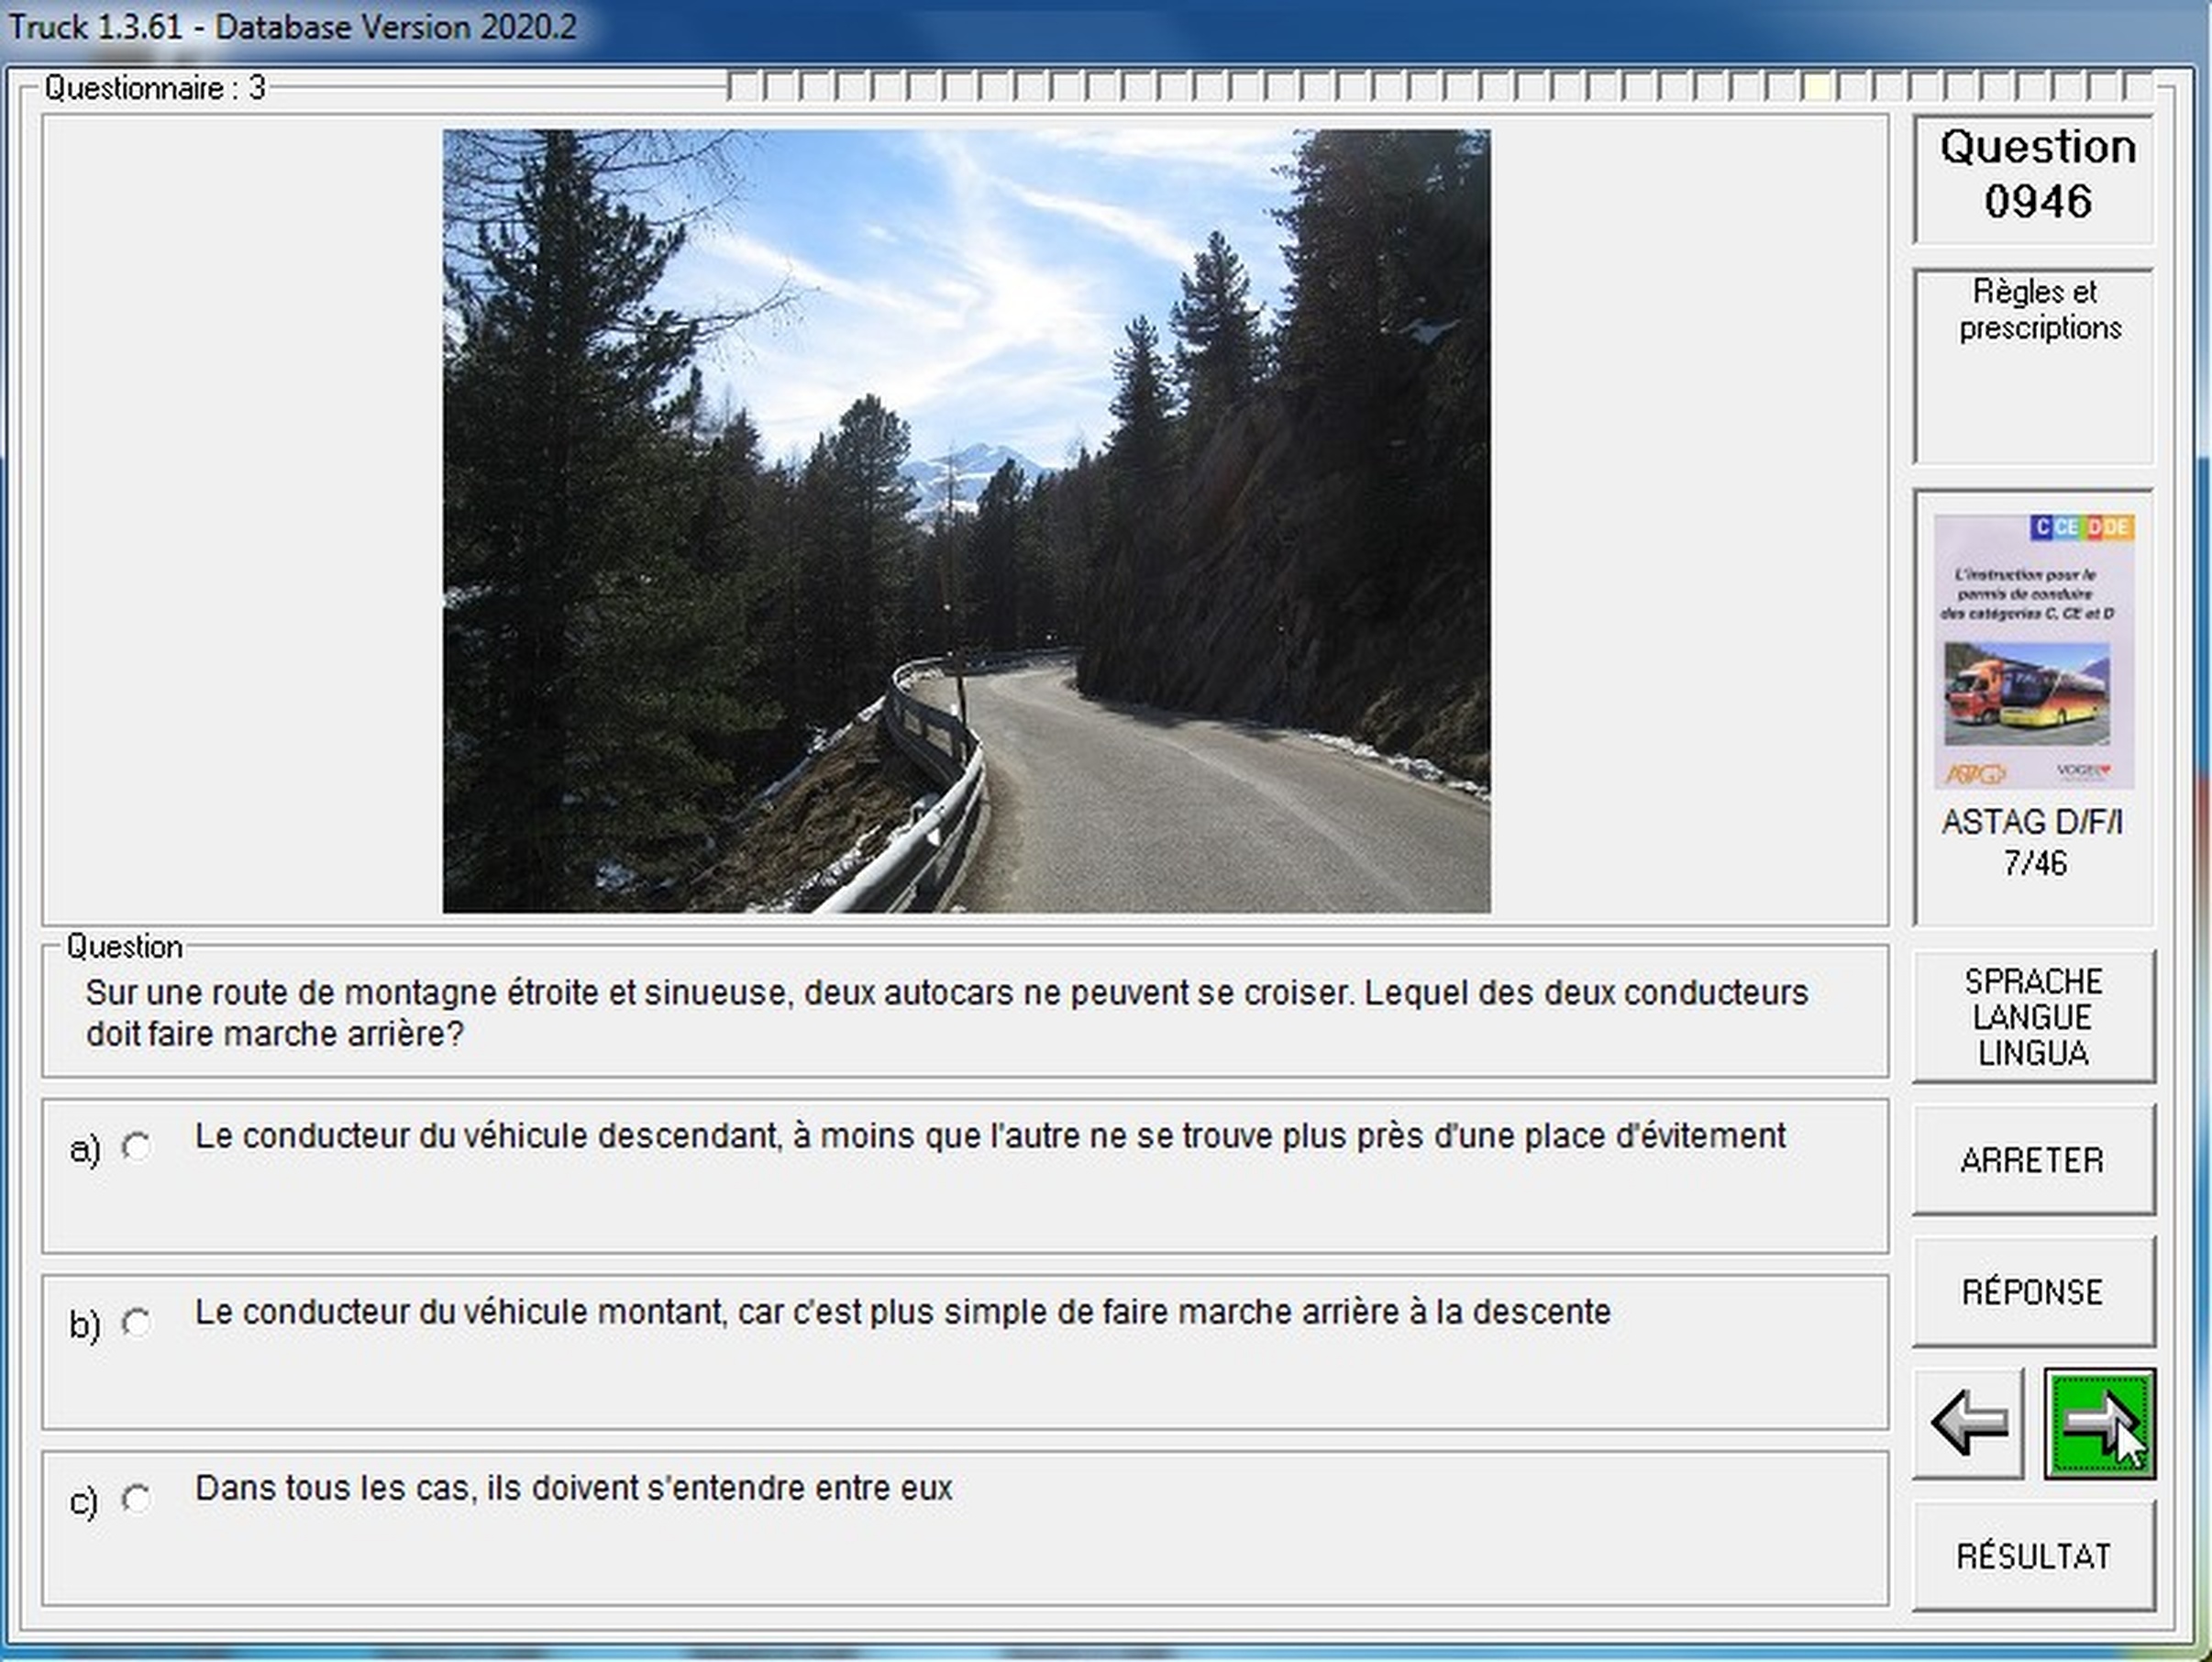 Truck 1.3.61 - Database Version 2020.2
Questionnaire : 3
Question
0946
Règles et
prescriptions
C CE D DE
L'instruction pour le
permis de conduire
des catégories C, CE et D
ASTAG VOGEL
ASTAG D/F/I
7/46
Question
Sur une route de montagne étroite et sinueuse, deux autocars ne peuvent se croiser. Lequel des deux conducteurs
doit faire marche arrière?
a) Le conducteur du véhicule descendant, à moins que l'autre ne se trouve plus près d'une place d'évitement
b) Le conducteur du véhicule montant, car c'est plus simple de faire marche arrière à la descente
c) Dans tous les cas, ils doivent s'entendre entre eux
SPRACHE
LANGUE
LINGUA
ARRETER
RÉPONSE
RÉSULTAT